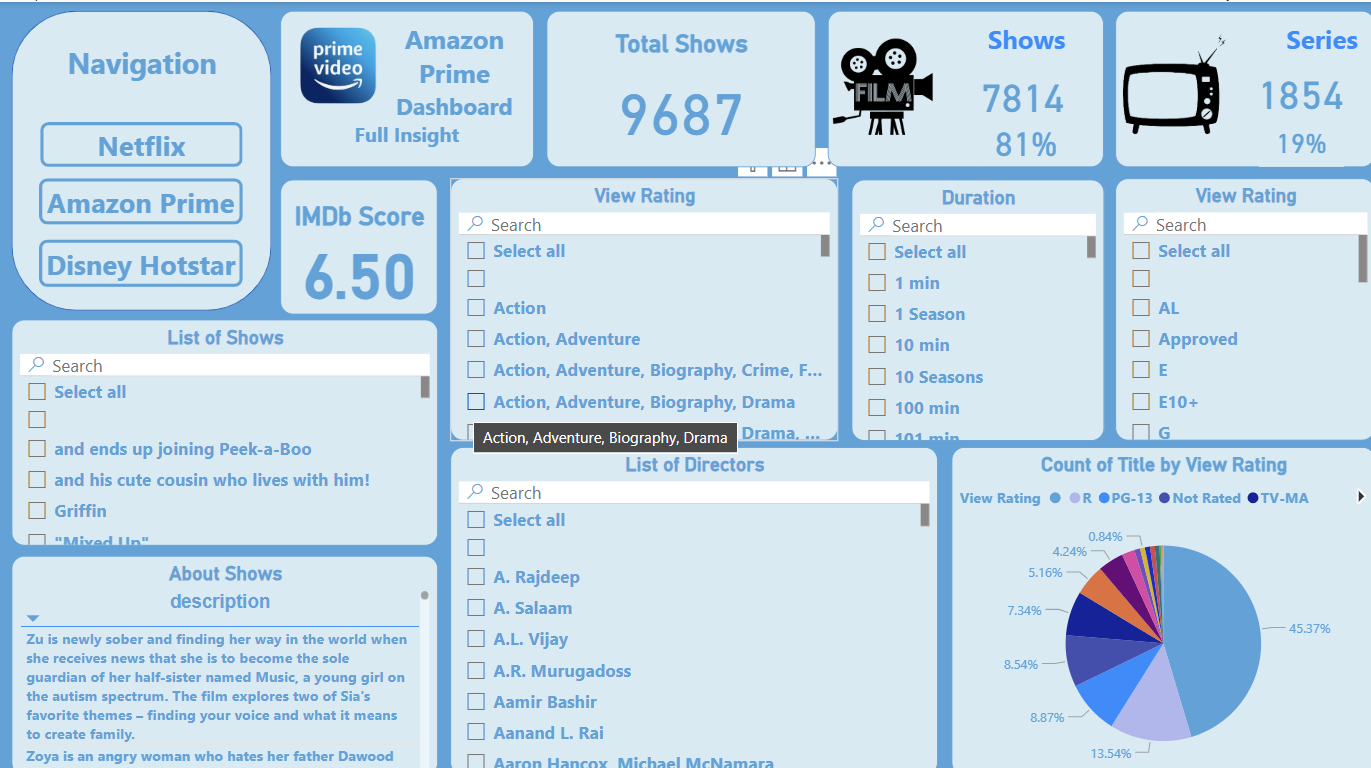 Navigation
Netflix
Amazon Prime
Disney Hotstar
prime
video
Amazon
Prime
Dashboard
Full Insight
Total Shows
9687
FILM
Shows
7814
81%
Series
1854
19%
IMDb Score
6.50
View Rating
Search
Select all
Action
Action, Adventure
Action, Adventure, Biography, Crime, F...
Action, Adventure, Biography, Drama
Drama, ...
Action, Adventure, Biography, Drama
Duration
Search
Select all
1 min
1 Season
10 min
10 Seasons
100 min
101 min
View Rating
Search
Select all
AL
Approved
E
E10+
G
List of Shows
Search
Select all
and ends up joining Peek-a-Boo
and his cute cousin who lives with him!
Griffin
"Mixed Up"
About Shows
description
Zu is newly sober and finding her way in the world when
she receives news that she is to become the sole
guardian of her half-sister named Music, a young girl on
the autism spectrum. The film explores two of Sia's
favorite themes – finding your voice and what it means
to create family.
Zoya is an angry woman who hates her father Dawood
List of Directors
Search
Select all
A. Rajdeep
A. Salaam
A.L. Vijay
A.R. Murugadoss
Aamir Bashir
Aanand L. Rai
Aaron Hancox, Michael McNamara
Count of Title by View Rating
View Rating R PG-13 Not Rated TV-MA
0.84%
4.24%
5.16%
7.34%
8.54%
8.87%
13.54%
45.37%